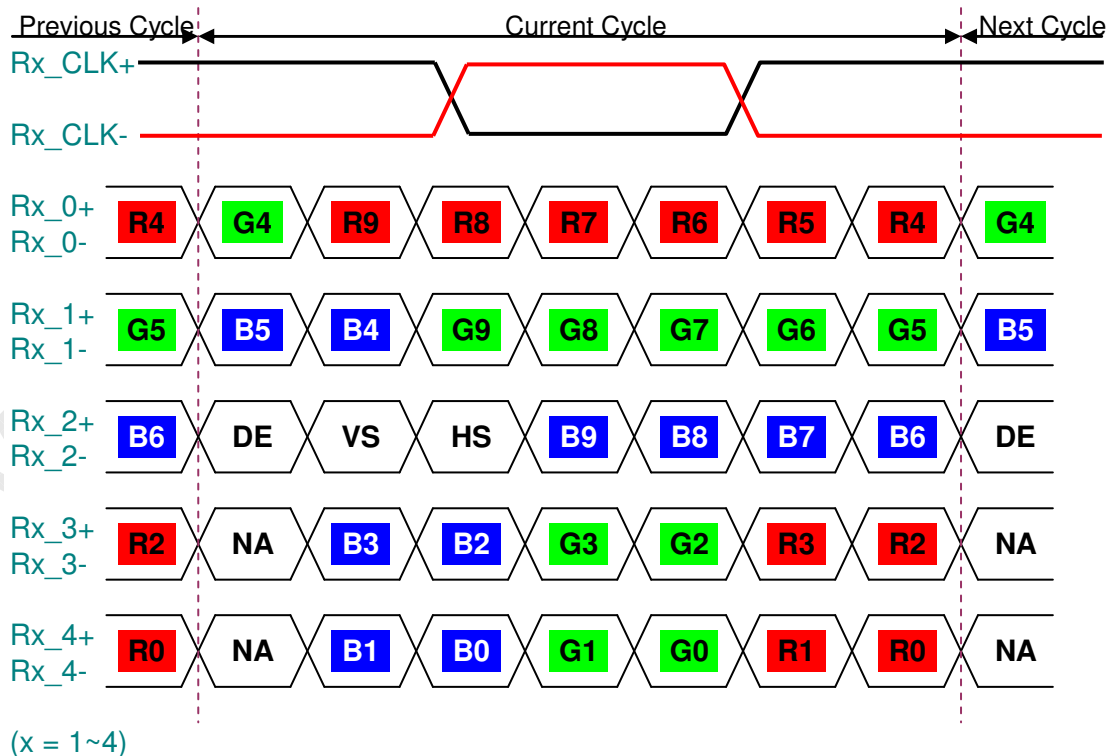 Previous Cycle Current Cycle Next Cycle
Rx_CLK+
Rx_CLK-
Rx_0+
Rx_0-
R4 G4 R9 R8 R7 R6 R5 R4 G4
Rx_1+
Rx_1-
G5 B5 B4 G9 G8 G7 G6 G5 B5
Rx_2+
Rx_2-
B6 DE VS HS B9 B8 B7 B6 DE
Rx_3+
Rx_3-
R2 NA B3 B2 G3 G2 R3 R2 NA
Rx_4+
Rx_4-
R0 NA B1 B0 G1 G0 R1 R0 NA
(x = 1~4)